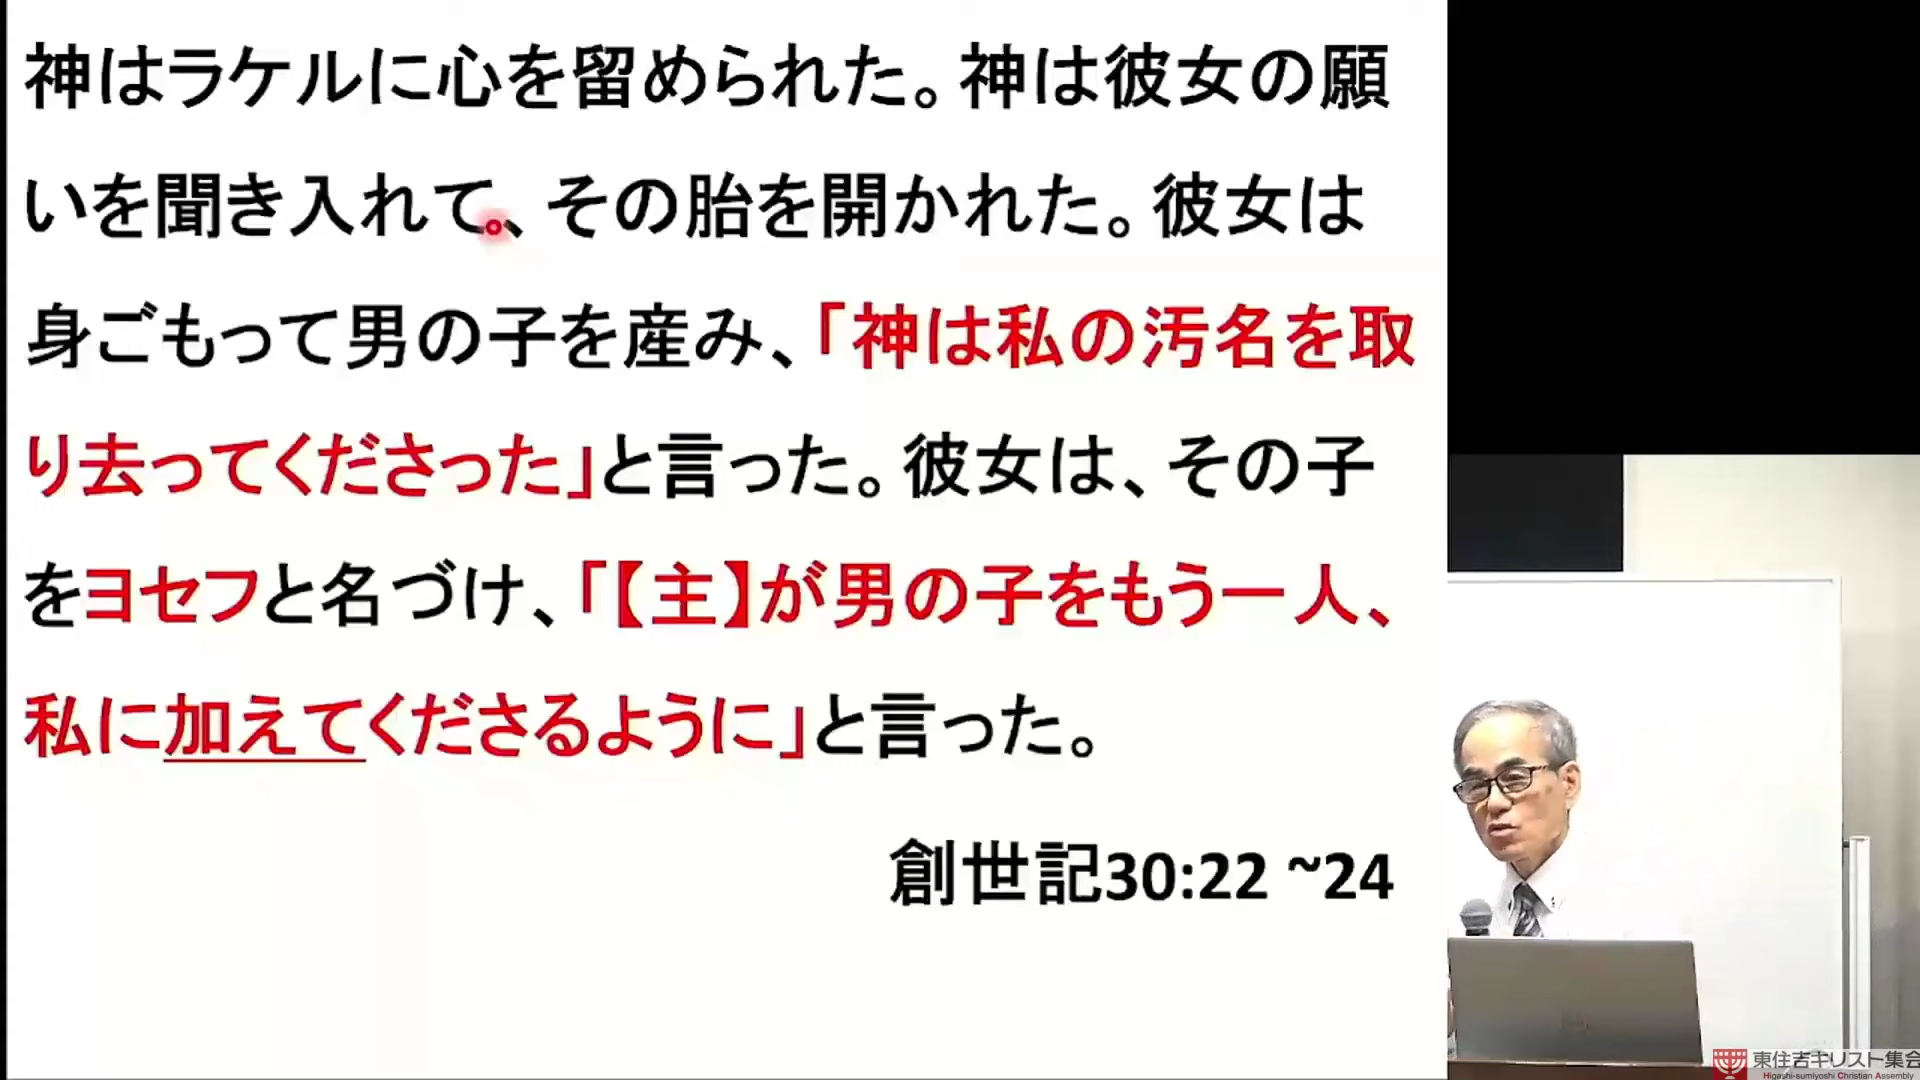 神はラケルに心を留められた。神は彼女の願
いを聞き入れて、その胎を開かれた。彼女は
身ごもって男の子を産み、「神は私の汚名を取
り去ってくださった」と言った。彼女は、その子
をヨセフと名づけ、「【主】が男の子をもう一人、
私に加えてくださるように」と言った。
創世記30:22 ~24
東住吉キリスト集会
Higashi-sumiyoshi Christian Assembly